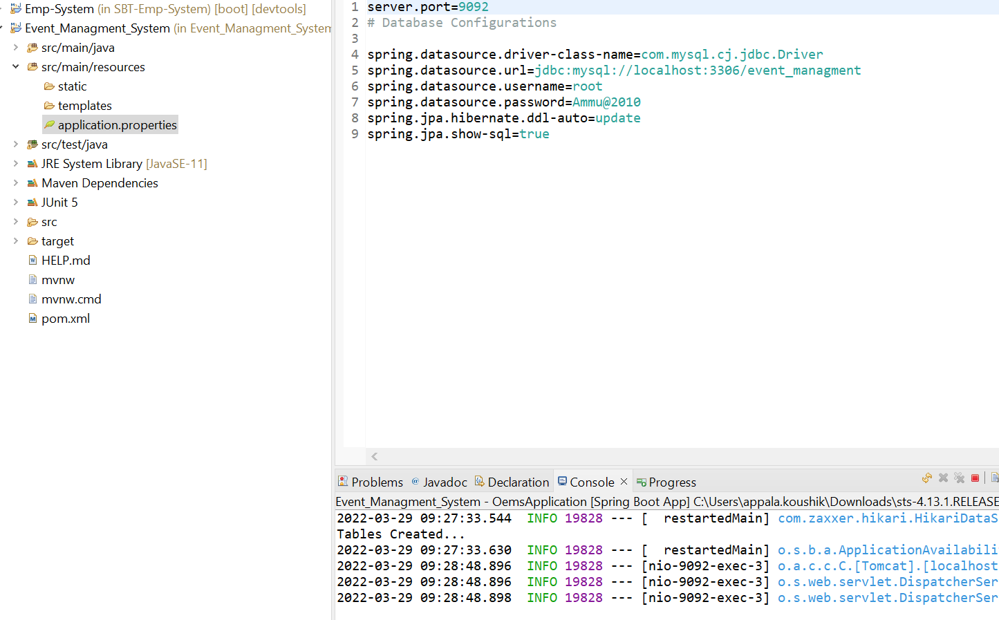 Emp-System (in SBT-Emp-System) [boot] [devtools]
Event_Managment_System (in Event_Managment_System
src/main/java
src/main/resources
static
templates
application.properties
src/test/java
JRE System Library [JavaSE-11]
Maven Dependencies
JUnit 5
src
target
HELP.md
mvnw
mvnw.cmd
pom.xml
1 server.port=9092
2 # Database Configurations
3
4 spring.datasource.driver-class-name=com.mysql.cj.jdbc.Driver
5 spring.datasource.url=jdbc:mysql://localhost:3306/event_managment
6 spring.datasource.username=root
7 spring.datasource.password=Ammu@2010
8 spring.jpa.hibernate.ddl-auto=update
9 spring.jpa.show-sql=true
Problems @ Javadoc Declaration Console Progress
Event_Managment_System - OemsApplication [Spring Boot App] C:\Users\appala.koushik\Downloads\sts-4.13.1.RELEASE
2022-03-29 09:27:33.544  INFO 19828 --- [  restartedMain] com.zaxxer.hikari.HikariDataS
Tables Created...
2022-03-29 09:27:33.630  INFO 19828 --- [  restartedMain] o.s.b.a.ApplicationAvailabili
2022-03-29 09:28:48.896  INFO 19828 --- [nio-9092-exec-3] o.a.c.c.C.[Tomcat].[localhost
2022-03-29 09:28:48.896  INFO 19828 --- [nio-9092-exec-3] o.s.web.servlet.DispatcherSer
2022-03-29 09:28:48.898  INFO 19828 --- [nio-9092-exec-3] o.s.web.servlet.DispatcherSer